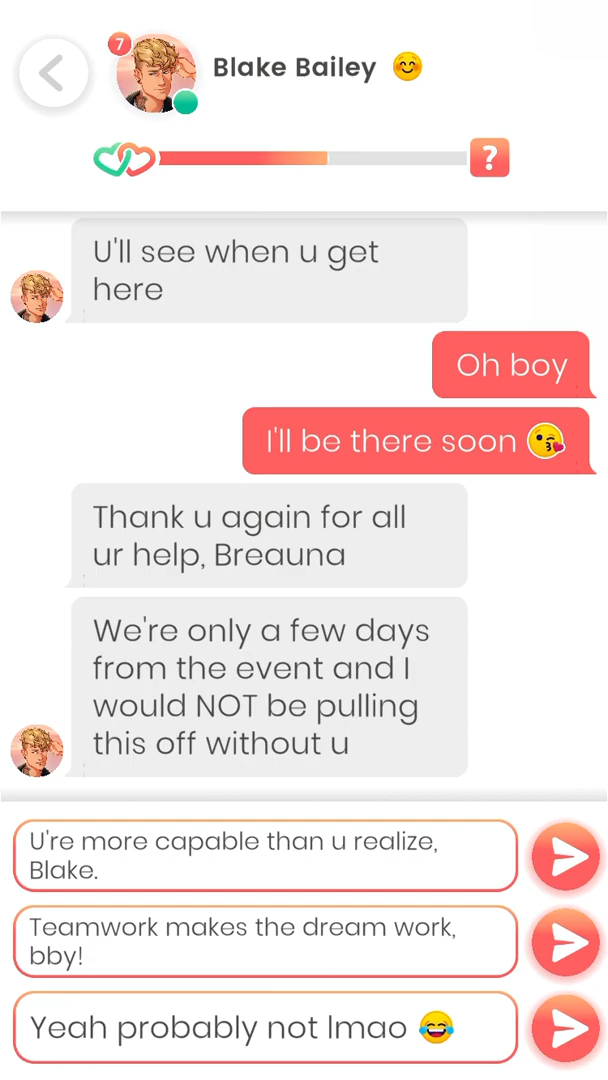 7
Blake Bailey 😊
?
U'll see when u get
here
Oh boy
I'll be there soon 😘
Thank u again for all
ur help, Breauna
We're only a few days
from the event and I
would NOT be pulling
this off without u
U're more capable than u realize,
Blake.
Teamwork makes the dream work,
bby!
Yeah probably not lmao 😂